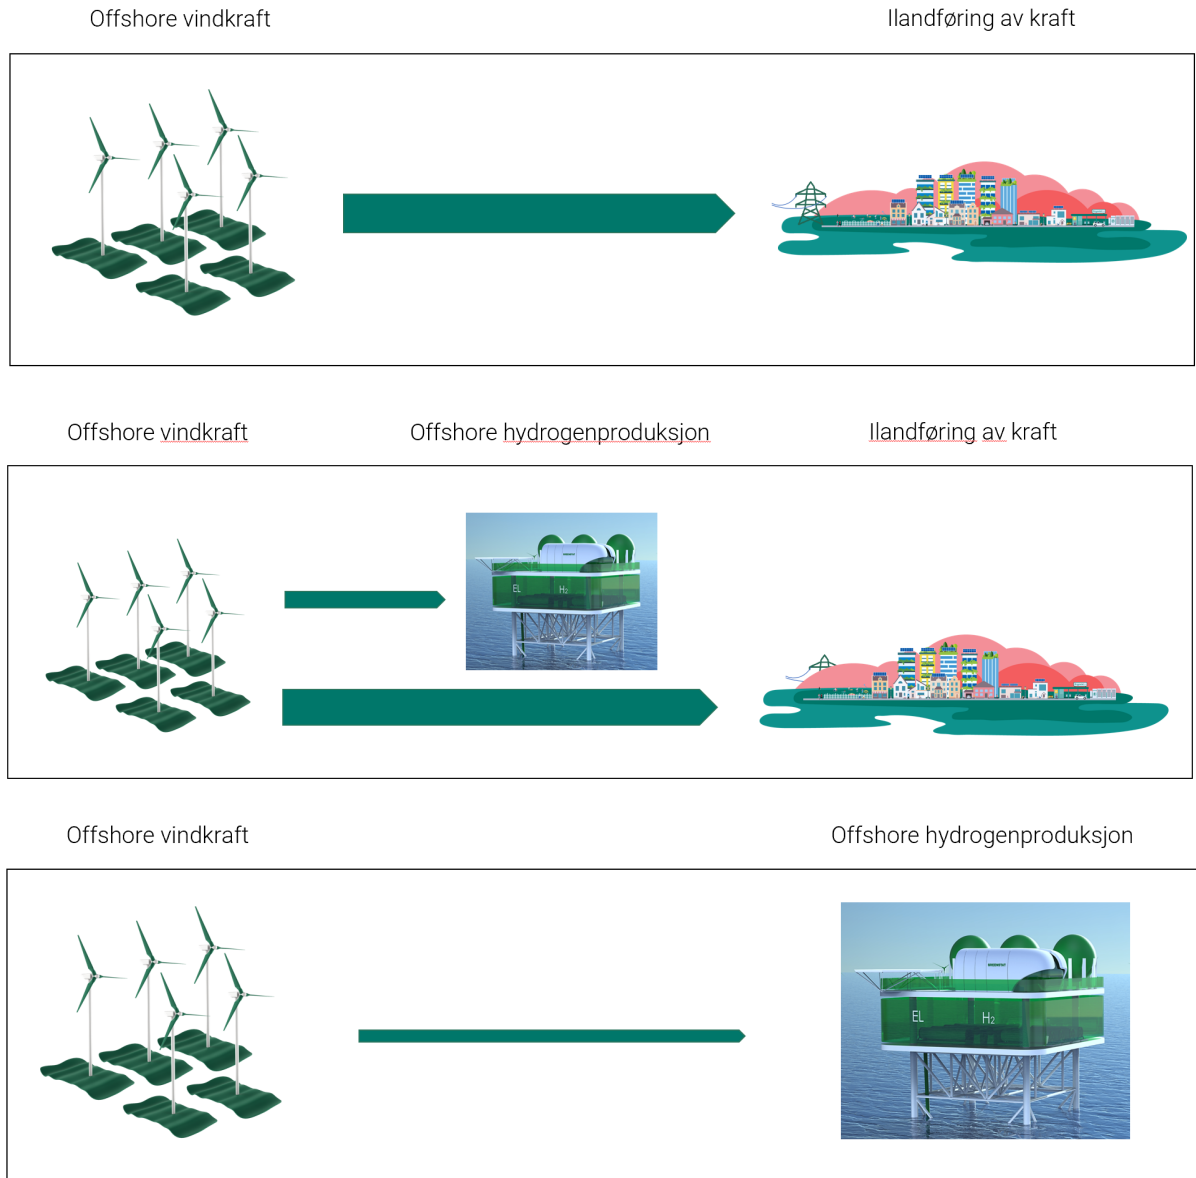 Offshore vindkraft
Ilandføring av kraft
Offshore vindkraft
Offshore hydrogenproduksjon
Ilandføring av kraft
EL
H₂
Offshore vindkraft
Offshore hydrogenproduksjon
EL
H₂